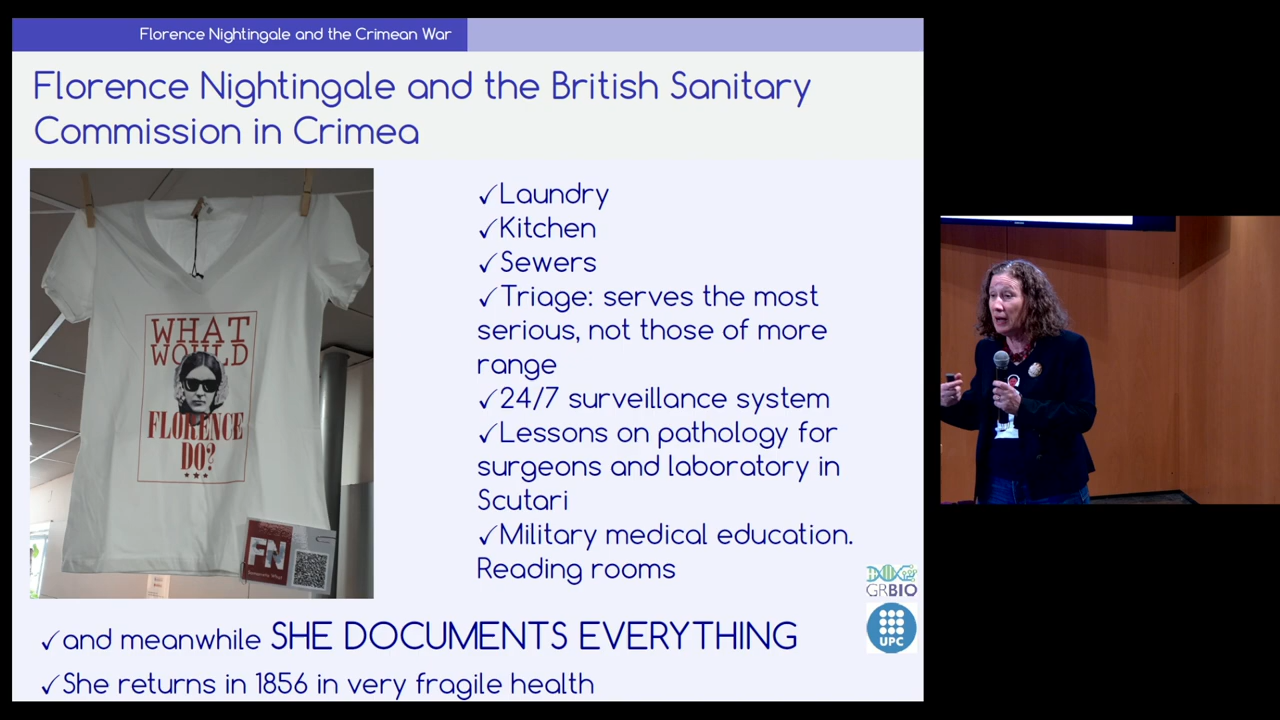 Florence Nightingale and the Crimean War
Florence Nightingale and the British Sanitary
Commission in Crimea
WHAT
WOULD
FLORENCE
DO?
FN
✓Laundry
✓Kitchen
✓Sewers
✓Triage: serves the most
serious, not those of more
range
✓24/7 surveillance system
✓Lessons on pathology for
surgeons and laboratory in
Scutari
✓Military medical education.
Reading rooms
GRBIO
UPC
✓and meanwhile SHE DOCUMENTS EVERYTHING
✓She returns in 1856 in very fragile health